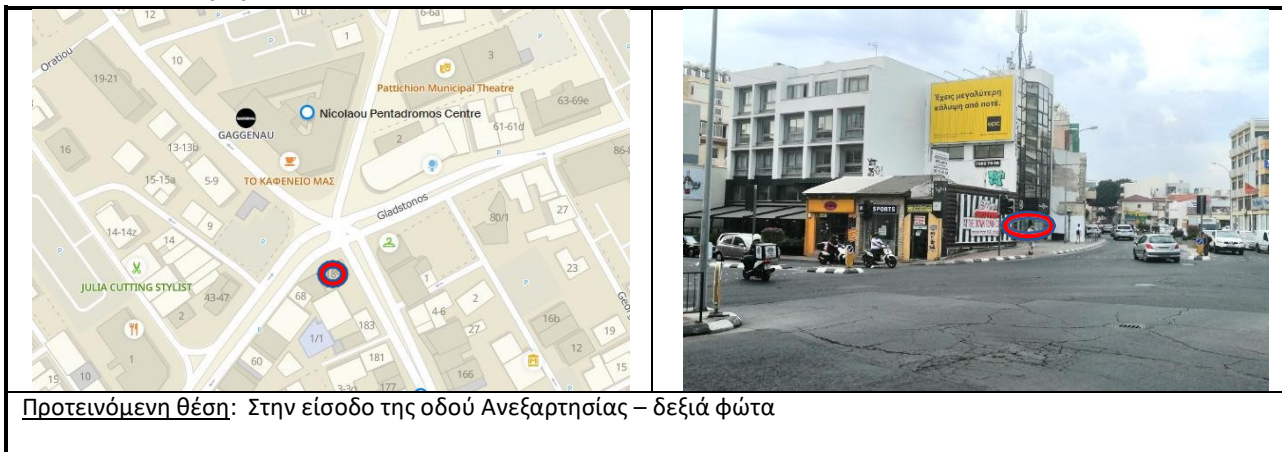 12
10
6-6a
1
3
Oratiou
10
19-21
Pattichion Municipal Theatre
63-69e
Nicolaou Pentadromos Centre
GAGGENAU
GAGGENAU
2
61-61d
16
13-13b
ΤΟ ΚΑΦΕΝΕΙΟ ΜΑΣ
15-15a
5-9
Gladstonos
80/1
27
14-14z
14
9
23
JULIA CUTTING STYLIST
43-47
68
1
2
4-6
2
1/1
183
27
16b
19
1
60
181
12
15
10
177
166
15
Έχεις μεγαλύτερη
κάλυψη από ποτέ.
epic
SPORTS
Προτεινόμενη θέση: Στην είσοδο της οδού Ανεξαρτησίας – δεξιά φώτα